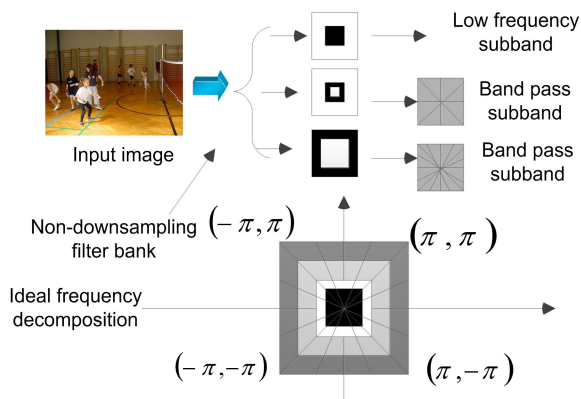 Low frequency
subband
Band pass
subband
Input image
Band pass
subband
Non-downsampling
filter bank
(- π, π)
(π , π )
Ideal frequency
decomposition
(- π,-π)
(π,-π)